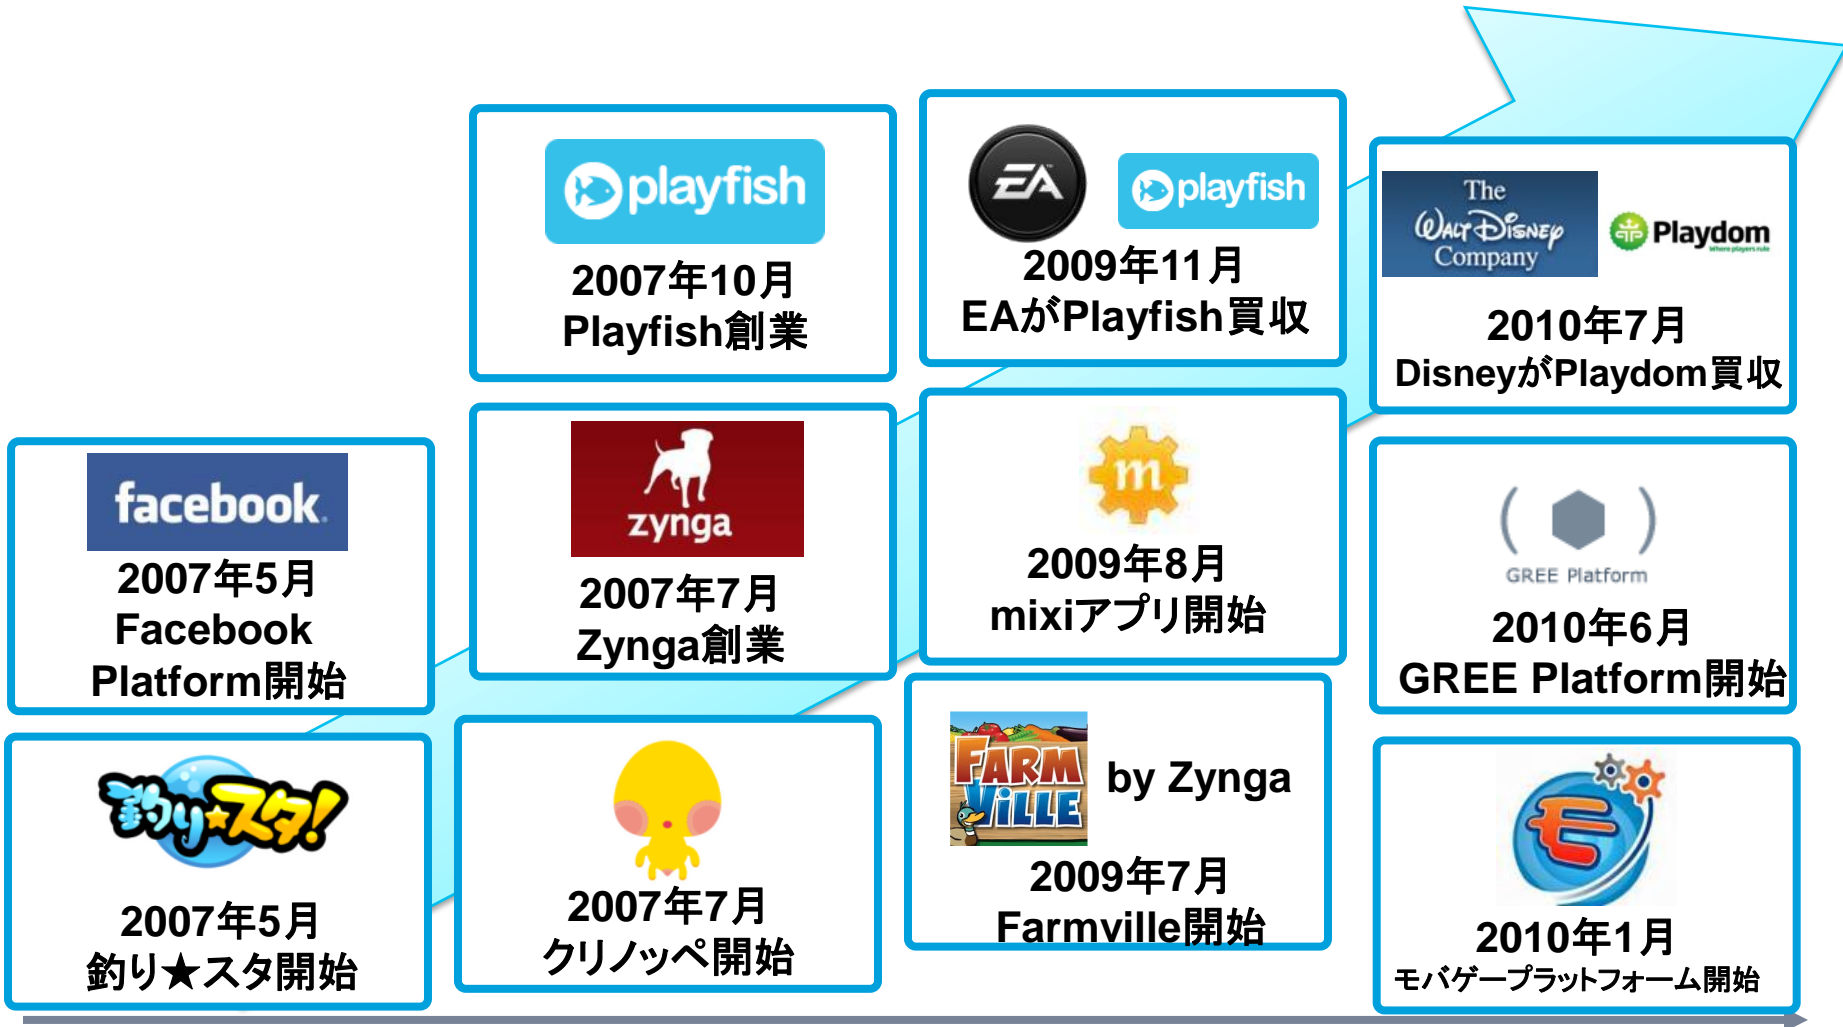 facebook
2007年5月
Facebook
Platform開始
釣り★スタ!
2007年5月
釣り★スタ開始
playfish
2007年10月
Playfish創業
zynga
2007年7月
Zynga創業
2007年7月
クリノッペ開始
EA
playfish
2009年11月
EAがPlayfish買収
m
2009年8月
mixiアプリ開始
FARM
VILLE
by Zynga
2009年7月
Farmville開始
The
WALT DISNEY
Company
Playdom
Where players rule
2010年7月
DisneyがPlaydom買収
GREE Platform
2010年6月
GREE Platform開始
2010年1月
モバゲープラットフォーム開始